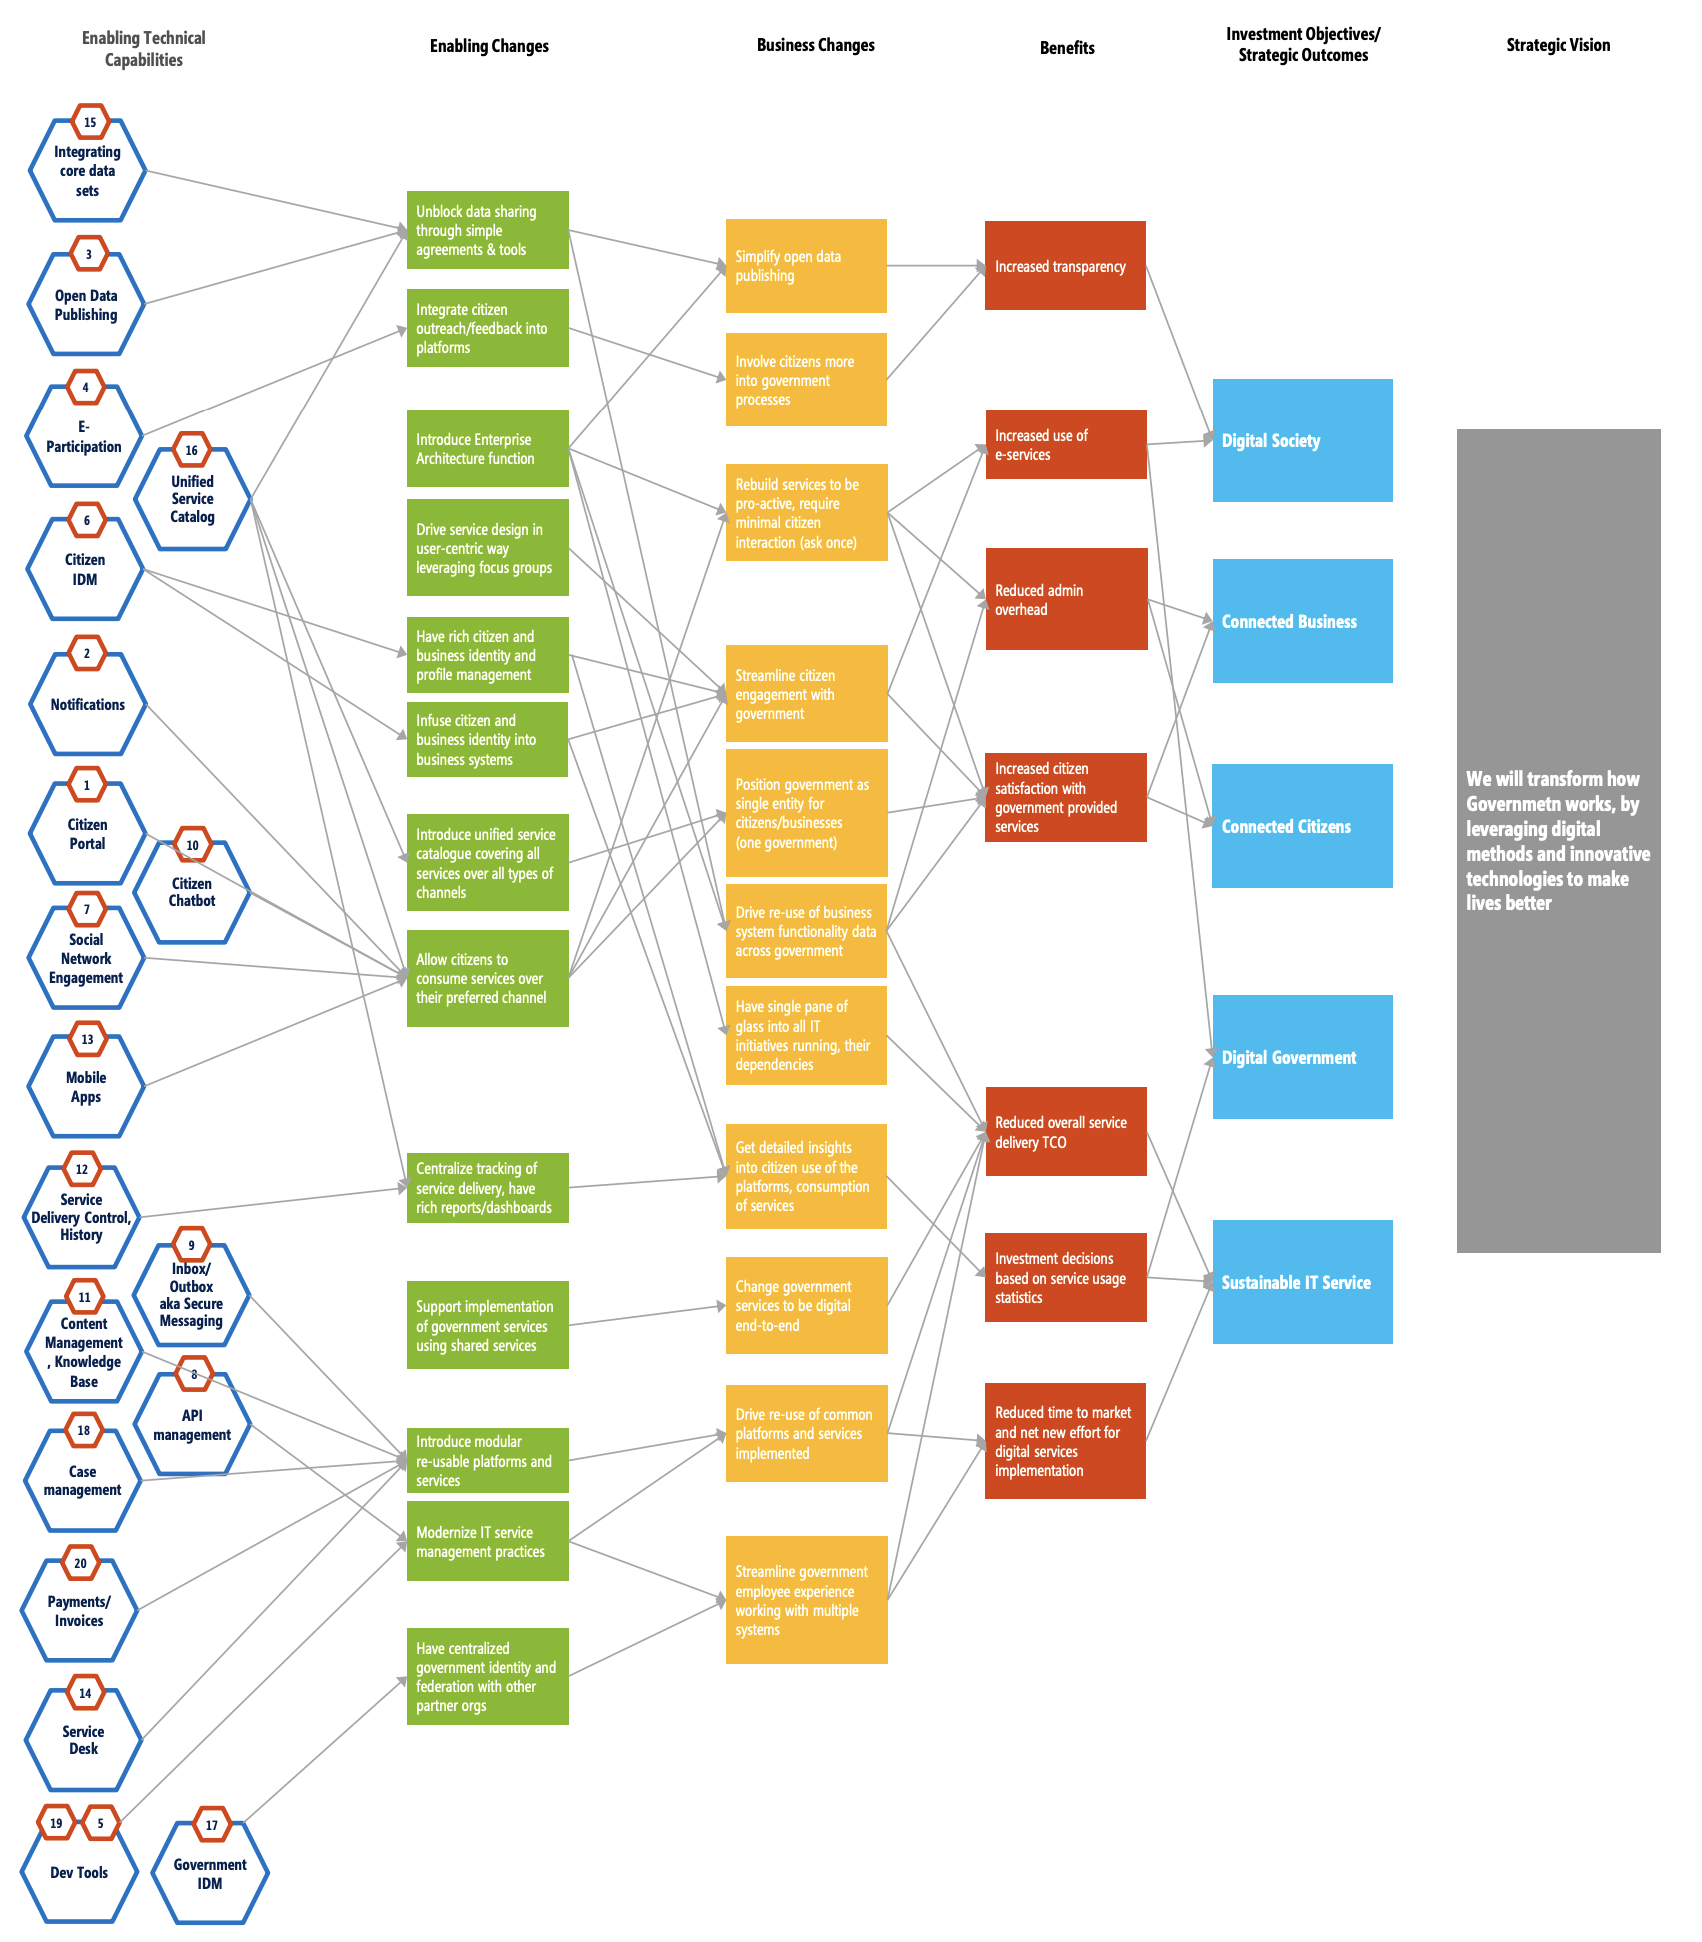 Enabling Technical
Capabilities
Enabling Changes
Business Changes
Benefits
Investment Objectives/
Strategic Outcomes
Strategic Vision
15
Integrating
core data
sets
3
Open Data
Publishing
4
E-
Participation
16
Unified
Service
Catalog
6
Citizen
IDM
2
Notifications
1
Citizen
Portal
10
Citizen
Chatbot
7
Social
Network
Engagement
13
Mobile
Apps
12
Service
Delivery Control,
History
9
Inbox/
Outbox
aka Secure
Messaging
11
Content
Management
, Knowledge
Base
8
API
management
18
Case
management
20
Payments/
Invoices
14
Service
Desk
19
5
Dev Tools
17
Government
IDM
Unblock data sharing
through simple
agreements & tools
Integrate citizen
outreach/feedback into
platforms
Introduce Enterprise
Architecture function
Drive service design in
user-centric way
leveraging focus groups
Have rich citizen and
business identity and
profile management
Infuse citizen and
business identity into
business systems
Introduce unified service
catalogue covering all
services over all types of
channels
Allow citizens to
consume services over
their preferred channel
Centralize tracking of
service delivery, have
rich reports/dashboards
Support implementation
of government services
using shared services
Introduce modular
re-usable platforms and
services
Modernize IT service
management practices
Have centralized
government identity and
federation with other
partner orgs
Simplify open data
publishing
Involve citizens more
into government
processes
Rebuild services to be
pro-active, require
minimal citizen
interaction (ask once)
Streamline citizen
engagement with
government
Position government as
single entity for
citizens/businesses
(one government)
Drive re-use of business
system functionality data
across government
Have single pane of
glass into all IT
initiatives running, their
dependencies
Get detailed insights
into citizen use of the
platforms, consumption
of services
Change government
services to be digital
end-to-end
Drive re-use of common
platforms and services
implemented
Streamline government
employee experience
working with multiple
systems
Increased transparency
Increased use of
e-services
Reduced admin
overhead
Increased citizen
satisfaction with
government provided
services
Reduced overall service
delivery TCO
Investment decisions
based on service usage
statistics
Reduced time to market
and net new effort for
digital services
implementation
Digital Society
Connected Business
Connected Citizens
Digital Government
Sustainable IT Service
We will transform how
Governmetn works, by
leveraging digital
methods and innovative
technologies to make
lives better